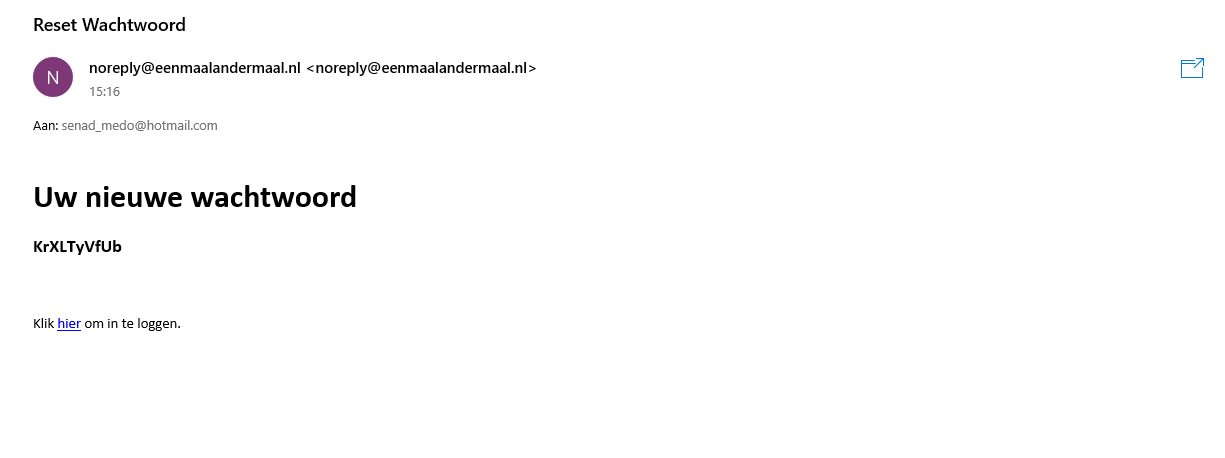 Reset Wachtwoord
N
noreply@eenmaalandermaal.nl <noreply@eenmaalandermaal.nl>
15:16
Aan: senad_medo@hotmail.com
Uw nieuwe wachtwoord
KrXLTyVfUb
Klik hier om in te loggen.